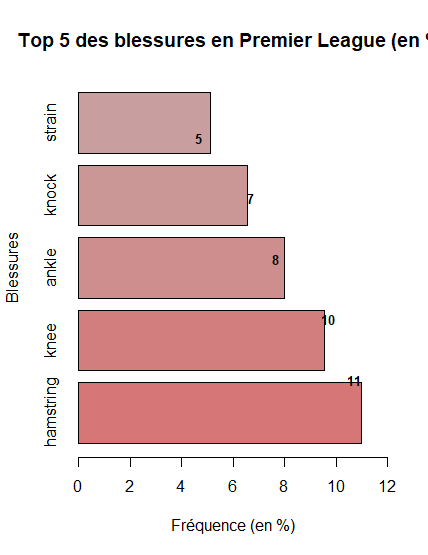 Top 5 des blessures en Premier League (en %
Blessures
strain
5
knock
7
ankle
8
knee
10
hamstring
11
0 2 4 6 8 10 12
Fréquence (en %)